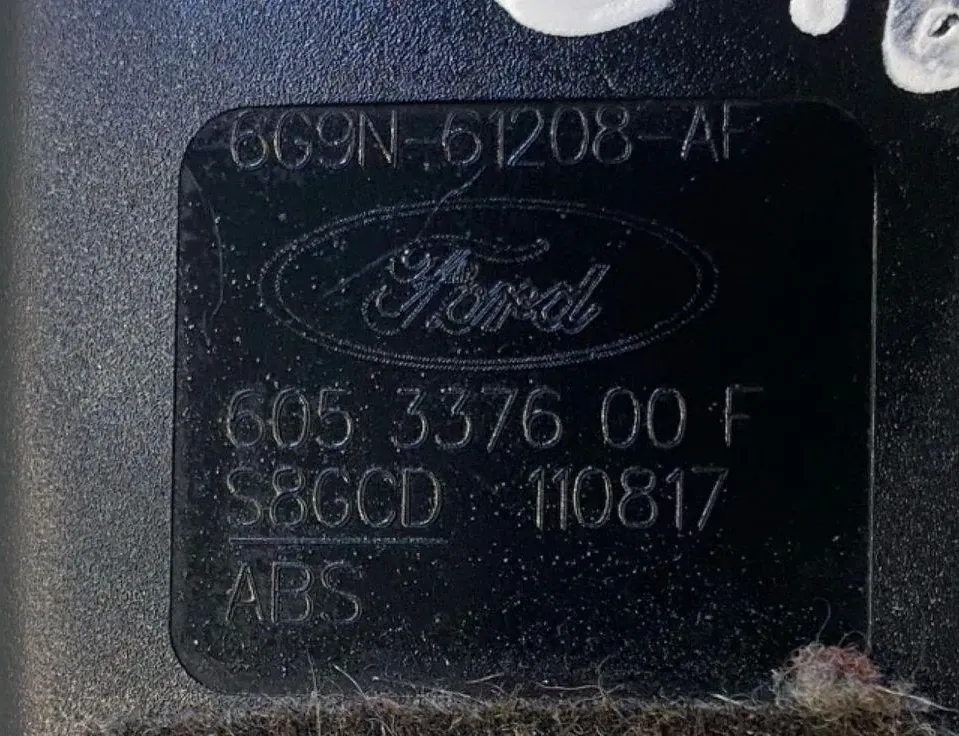 6G9N-61208-AF
Ford
605 3376 00 F
S8GCD 110817
ABS